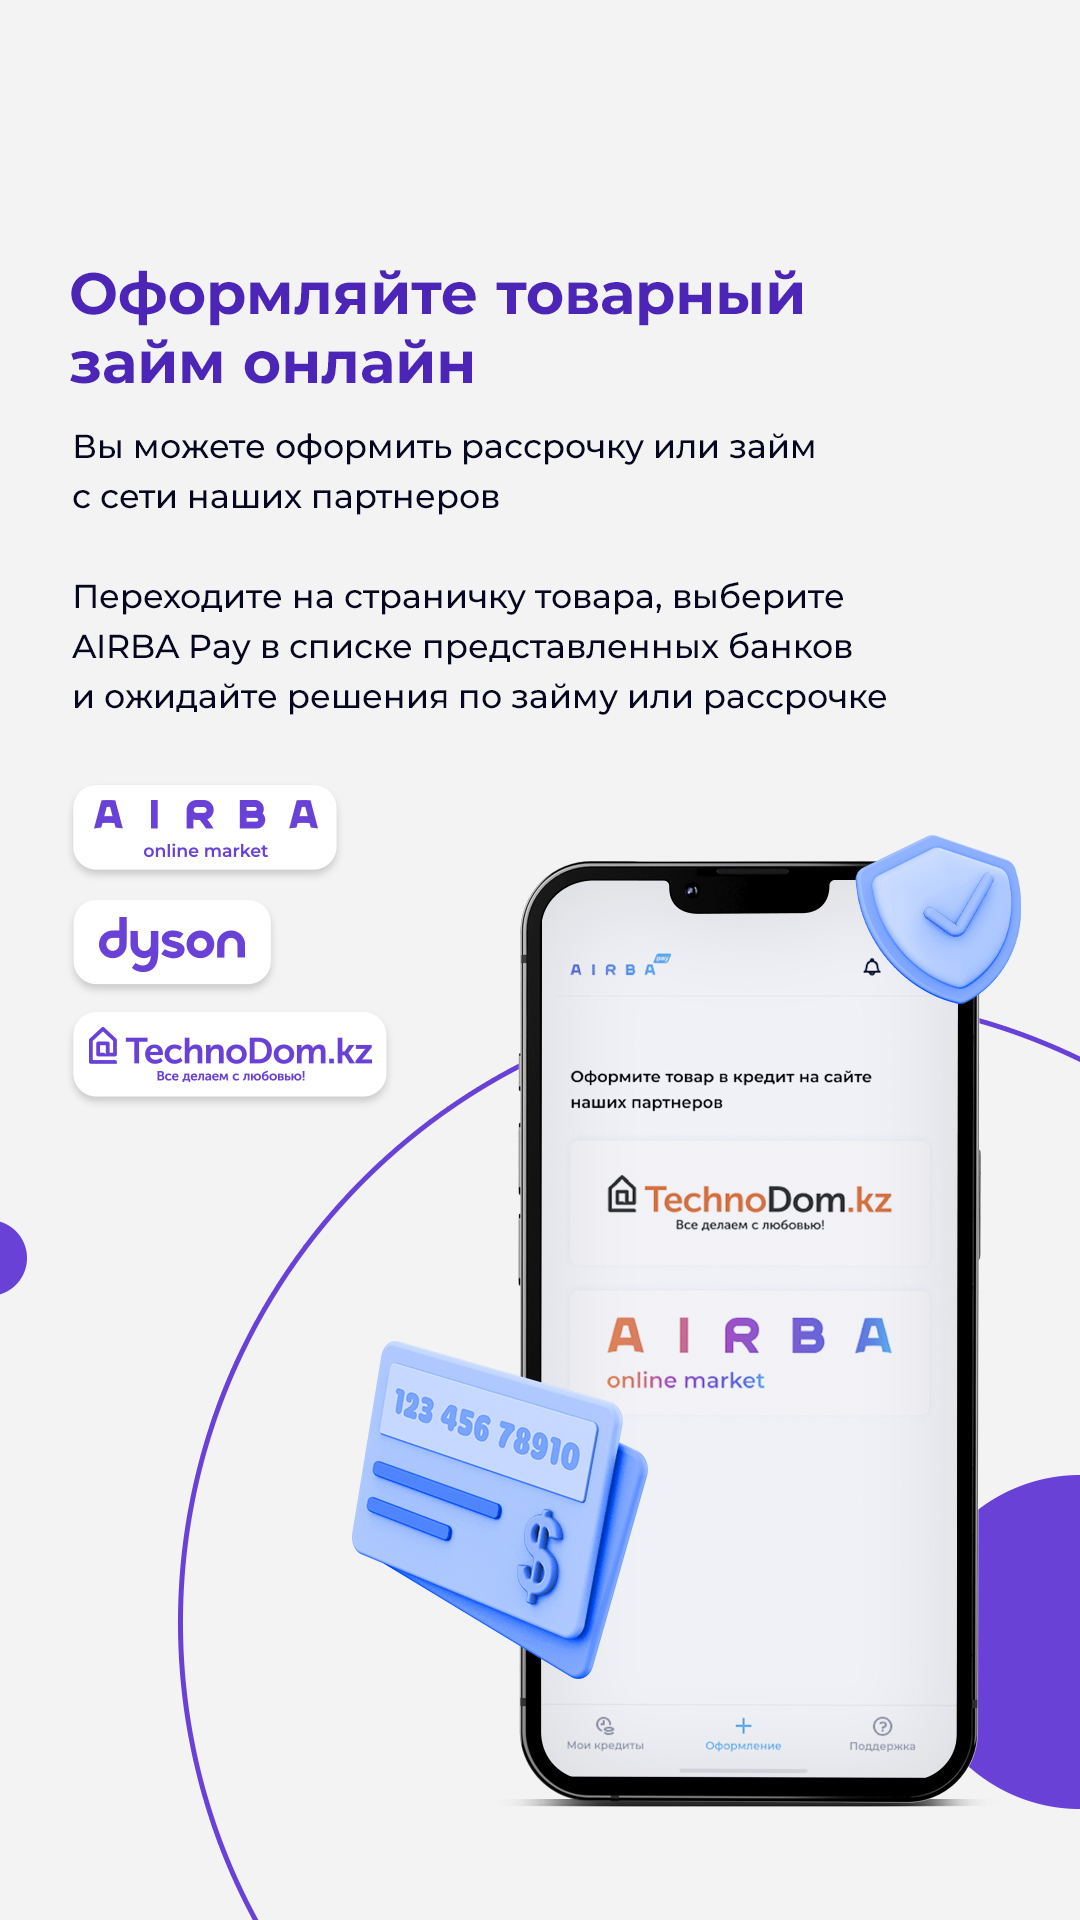 Оформляйте товарный
займ онлайн
Вы можете оформить рассрочку или займ
с сети наших партнеров
Переходите на страничку товара, выберите
AIRBA Pay в списке представленных банков
и ожидайте решения по займу или рассрочке
AIRBA
online market
dyson
TechnoDom.kz
Все делаем с любовью!
AIRBA pay
Оформите товар в кредит на сайте
наших партнеров
TechnoDom.kz
Все делаем с любовью!
AIRBA
online market
123 456 78910
$
Мои кредиты
Оформление
Поддержка